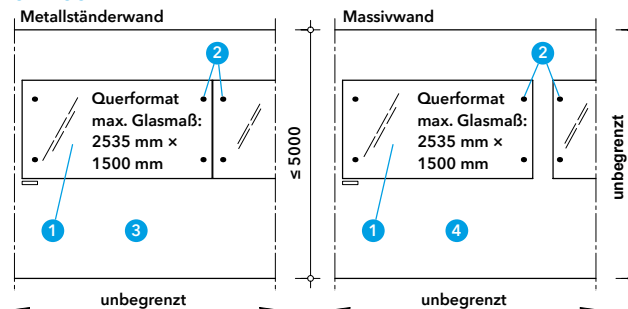 Metallständerwand
Massivwand
2
2
Querformat
max. Glasmaß:
2535 mm ×
1500 mm
Querformat
max. Glasmaß:
2535 mm ×
1500 mm
≤ 5000
unbegrenzt
1
3
1
4
unbegrenzt
unbegrenzt